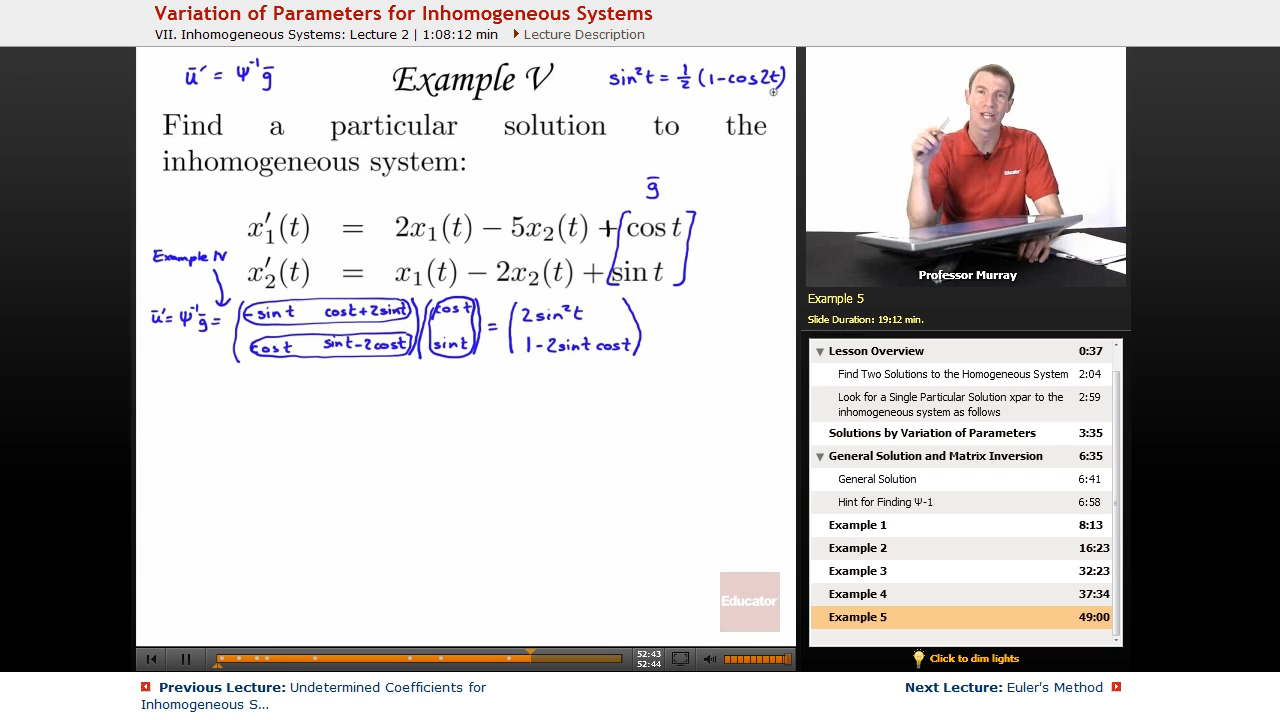 Variation of Parameters for Inhomogeneous Systems
VII. Inhomogeneous Systems: Lecture 2 | 1:08:12 min Lecture Description
ū′ = Ψ⁻¹ḡ
Example V
sin²t = ½ (1-cos2t)
Find a particular solution to the
inhomogeneous system:
ḡ
x′₁(t) = 2x₁(t) − 5x₂(t) + cos t
Example IV
x′₂(t) = x₁(t) − 2x₂(t) + sin t
ū′ = Ψ⁻¹ḡ = (-sin t cost+2sint) (cos t) = (2sin²t)
(cos t sint-2cost) (sin t) (1-2sint cost)
Educator
Educator
Professor Murray
Example 5
Slide Duration: 19:12 min.
Lesson Overview 0:37
Find Two Solutions to the Homogeneous System 2:04
Look for a Single Particular Solution xpar to the 2:59
inhomogeneous system as follows
Solutions by Variation of Parameters 3:35
General Solution and Matrix Inversion 6:35
General Solution 6:41
Hint for Finding Ψ-1 6:58
Example 1 8:13
Example 2 16:23
Example 3 32:23
Example 4 37:34
Example 5 49:00
52:43
52:44
Click to dim lights
Previous Lecture: Undetermined Coefficients for
Inhomogeneous S...
Next Lecture: Euler's Method